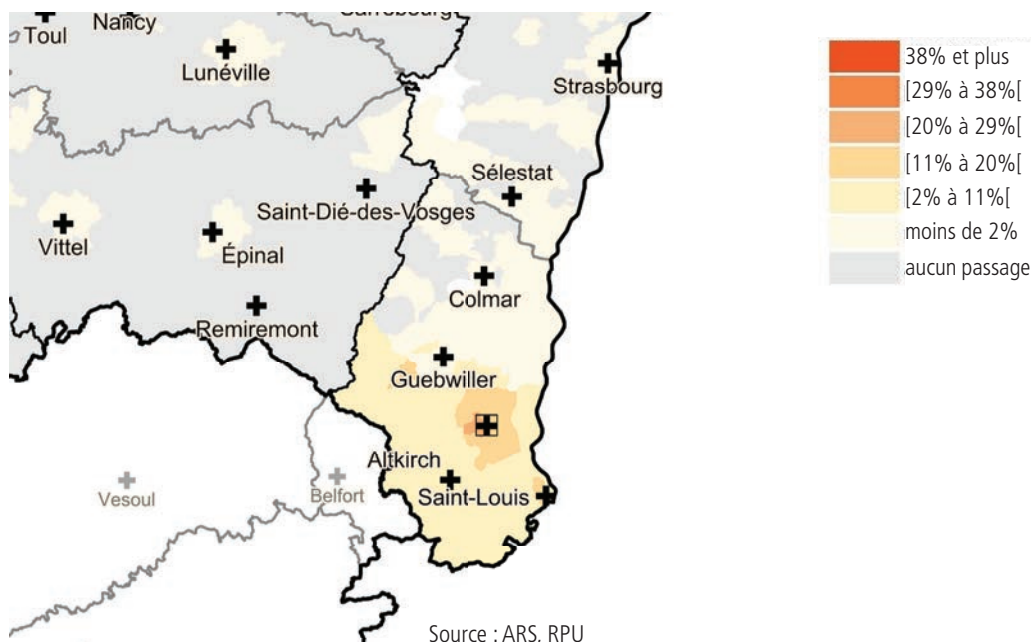 Sarrebourg
Toul
Nancy
Lunéville
Strasbourg
Sélestat
Saint-Dié-des-Vosges
Vittel
Épinal
Colmar
Remiremont
Guebwiller
Altkirch
Vesoul
Belfort
Saint-Louis
Source : ARS, RPU
38% et plus
[29% à 38%[
[20% à 29%[
[11% à 20%[
[2% à 11%[
moins de 2%
aucun passage